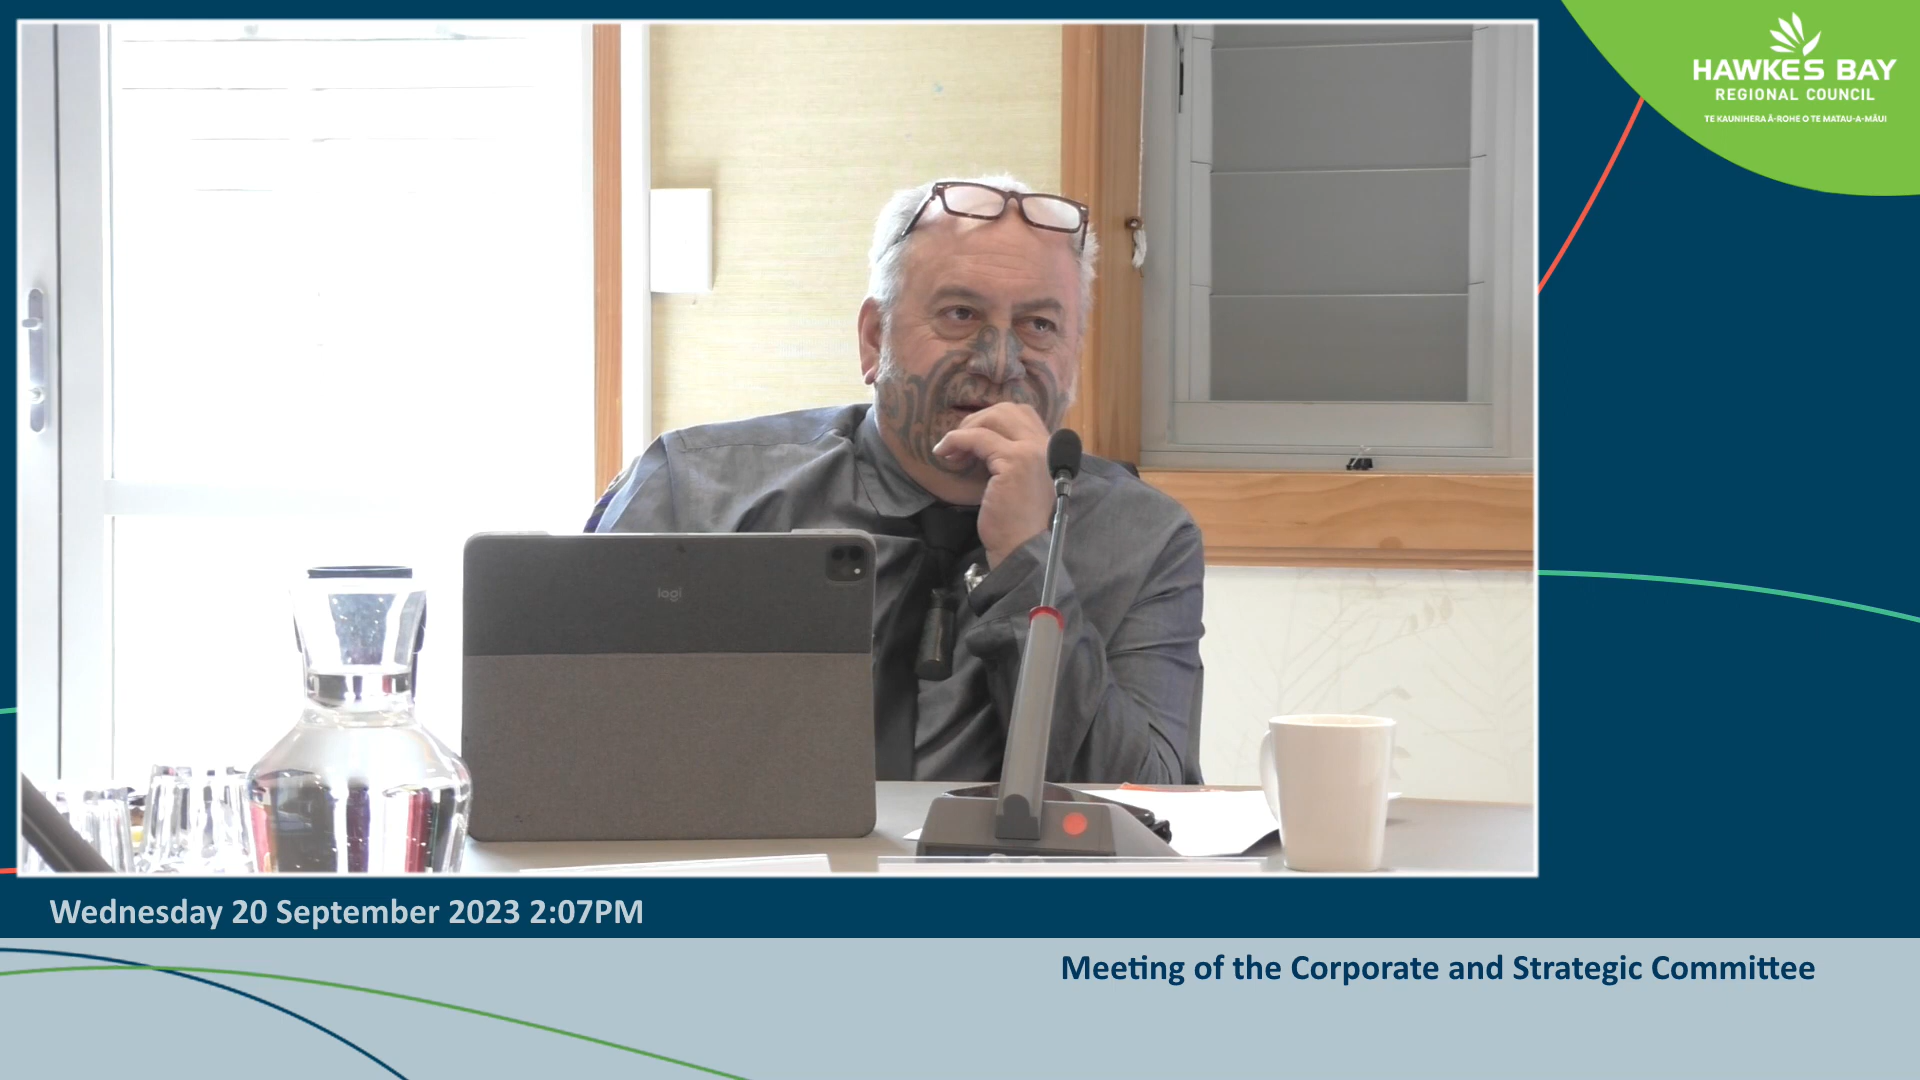 HAWKE'S BAY
REGIONAL COUNCIL
TE KAUNIHERA Ā-ROHE O TE MATAU-A-MĀUI
logi
Wednesday 20 September 2023 2:07PM
Meeting of the Corporate and Strategic Committee